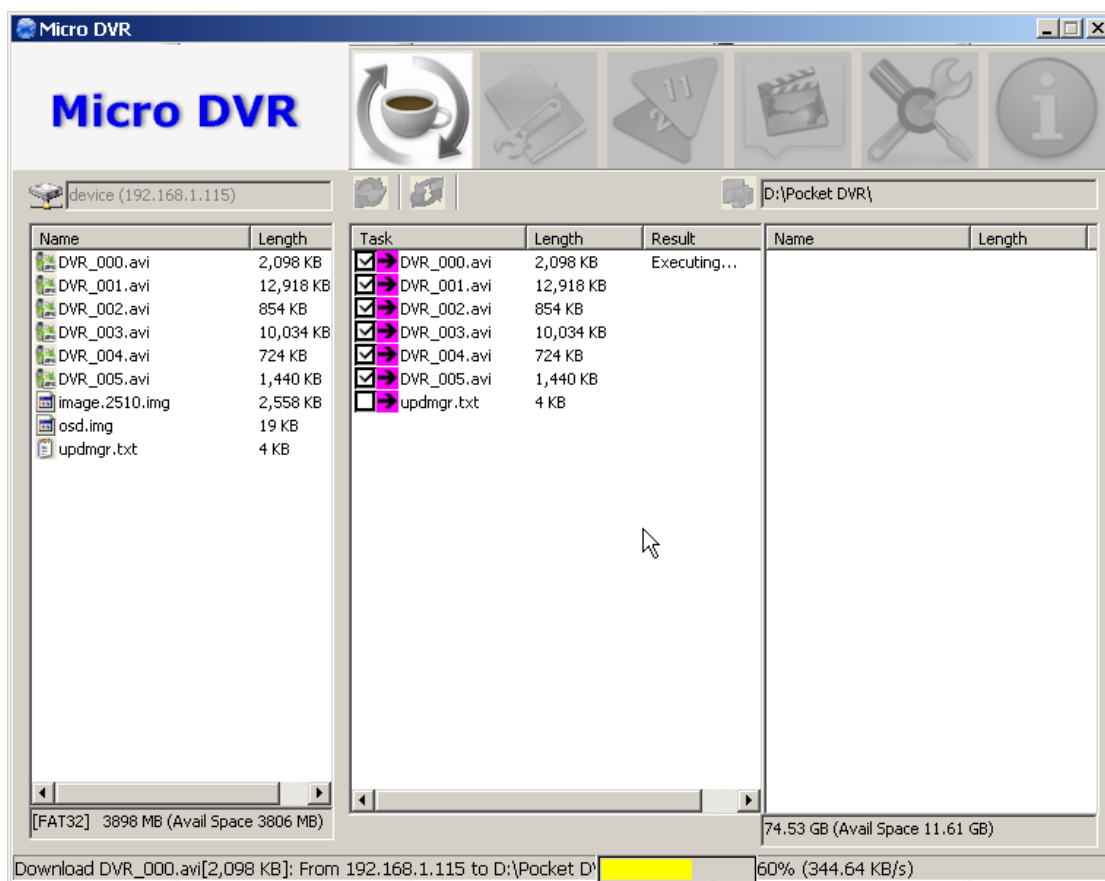 Micro DVR
Micro DVR
11
2
i
device (192.168.1.115)
D:\Pocket DVR\
Name Length
DVR_000.avi 2,098 KB
DVR_001.avi 12,918 KB
DVR_002.avi 854 KB
DVR_003.avi 10,034 KB
DVR_004.avi 724 KB
DVR_005.avi 1,440 KB
image.2510.img 2,558 KB
osd.img 19 KB
updmgr.txt 4 KB
[FAT32] 3898 MB (Avail Space 3806 MB)
Task Length Result
DVR_000.avi 2,098 KB Executing...
DVR_001.avi 12,918 KB
DVR_002.avi 854 KB
DVR_003.avi 10,034 KB
DVR_004.avi 724 KB
DVR_005.avi 1,440 KB
updmgr.txt 4 KB
Name Length
74.53 GB (Avail Space 11.61 GB)
Download DVR_000.avi[2,098 KB]: From 192.168.1.115 to D:\Pocket D 60% (344.64 KB/s)